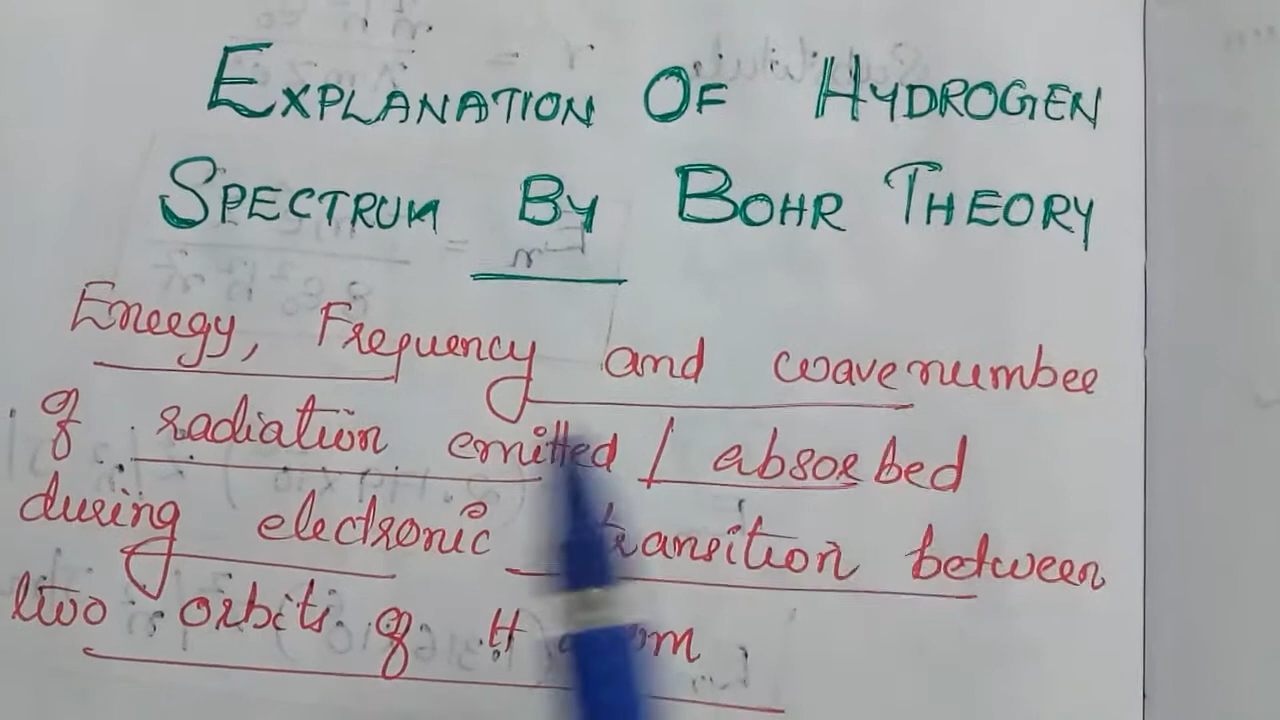 EXPLANATION OF HYDROGEN
SPECTRUM BY BOHR THEORY
Energy, Frequency and wavenumber
of radiation emitted / absorbed
during electronic transition between
two orbits of H atom